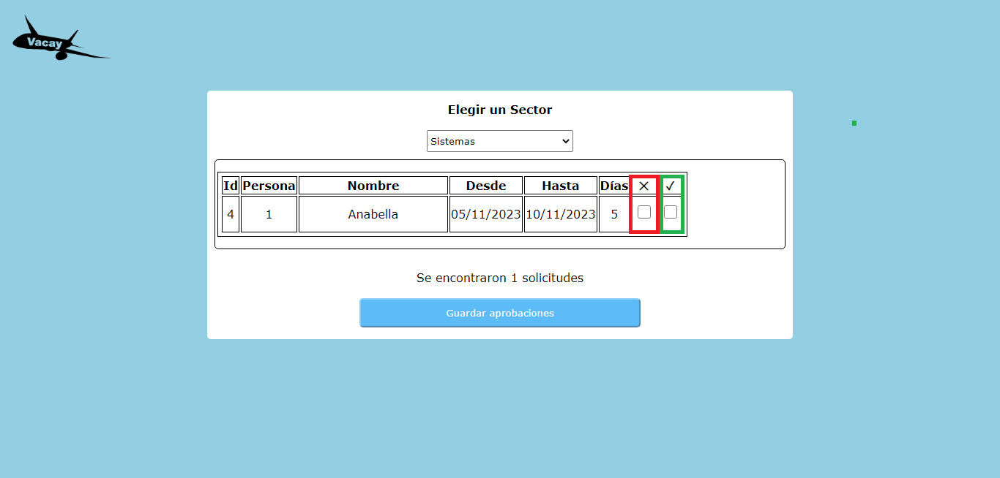 Vacay
Elegir un Sector
Sistemas
Id Persona Nombre Desde Hasta Días ✕ ✓
4 1 Anabella 05/11/2023 10/11/2023 5
Se encontraron 1 solicitudes
Guardar aprobaciones